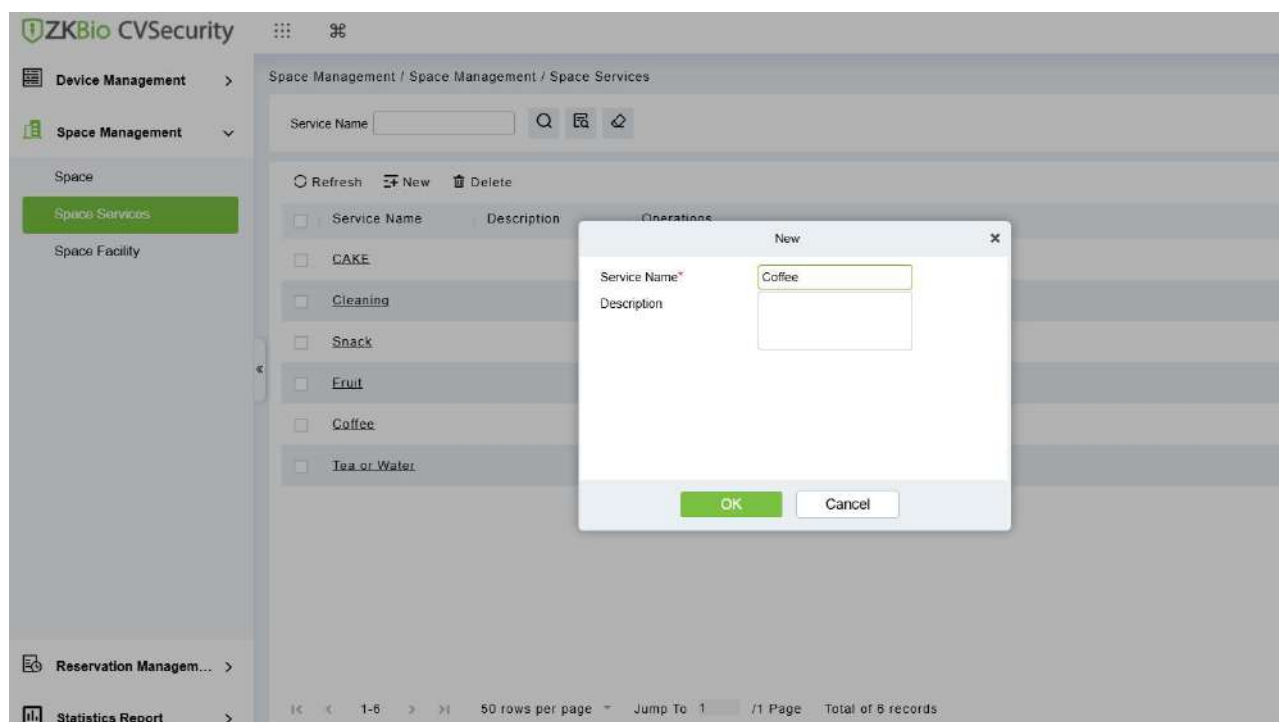 ZKBio CVSecurity
Device Management
Space Management / Space Management / Space Services
Space Management
Service Name
Space
Refresh New Delete
Space Services
Service Name Description Operations
Space Facility
New
CAKE
Service Name* Coffee
Cleaning
Description
Snack
Fruit
Coffee
Tea or Water
OK Cancel
Reservation Managem...
Statistics Report
1-6 50 rows per page Jump To 1 /1 Page Total of 6 records